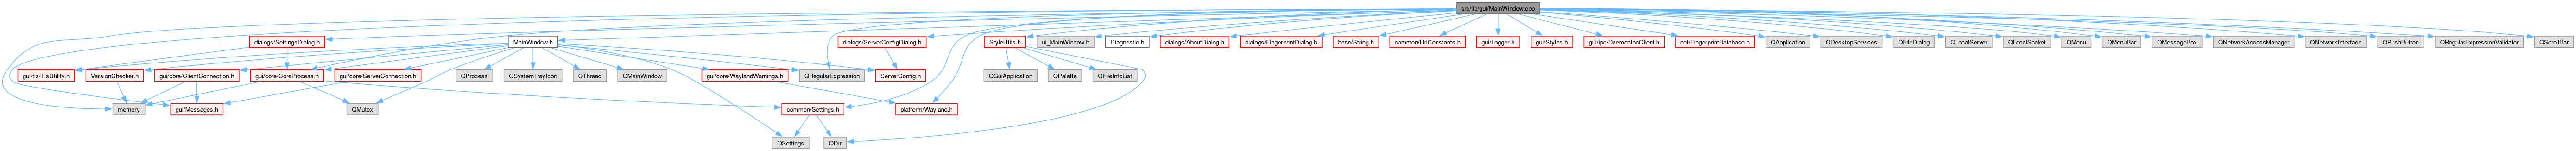 src/lib/gui/MainWindow.cpp
dialogs/SettingsDialog.h
MainWindow.h
dialogs/ServerConfigDialog.h
StyleUtils.h
ui_MainWindow.h
Diagnostic.h
dialogs/AboutDialog.h
dialogs/FingerprintDialog.h
base/String.h
common/UrlConstants.h
gui/Logger.h
gui/Styles.h
gui/ipc/DaemonIpcClient.h
net/FingerprintDatabase.h
QApplication
QDesktopServices
QFileDialog
QLocalServer
QLocalSocket
QMenu
QMenuBar
QMessageBox
QNetworkAccessManager
QNetworkInterface
QPushButton
QRegularExpressionValidator
QScrollBar
gui/tls/TlsUtility.h
VersionChecker.h
gui/core/ClientConnection.h
gui/core/CoreProcess.h
gui/core/ServerConnection.h
QProcess
QSystemTrayIcon
QThread
QMainWindow
gui/core/WaylandWarnings.h
QRegularExpression
ServerConfig.h
QGuiApplication
QPalette
QFileInfoList
memory
gui/Messages.h
QMutex
common/Settings.h
platform/Wayland.h
QSettings
QDir